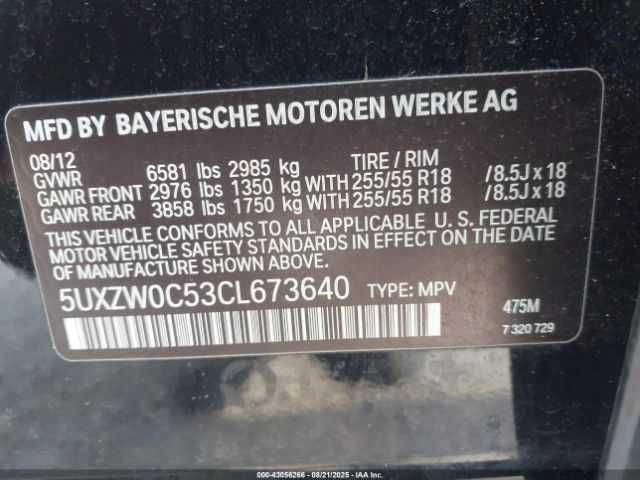 MFD BY BAYERISCHE MOTOREN WERKE AG
08/12
GVWR 6581 lbs 2985 kg TIRE / RIM
GAWR FRONT 2976 lbs 1350 kg WITH 255/55 R18 /8.5J x 18
GAWR REAR 3858 lbs 1750 kg WITH 255/55 R18 /8.5J x 18
THIS VEHICLE CONFORMS TO ALL APPLICABLE U. S. FEDERAL
MOTOR VEHICLE SAFETY STANDARDS IN EFFECT ON THE
DATE OF MANUFACTURE SHOWN ABOVE.
5UXZW0C53CL673640 TYPE: MPV
475M
7 320 729
000-43056266 - 08/21/2025 - IAA Inc.